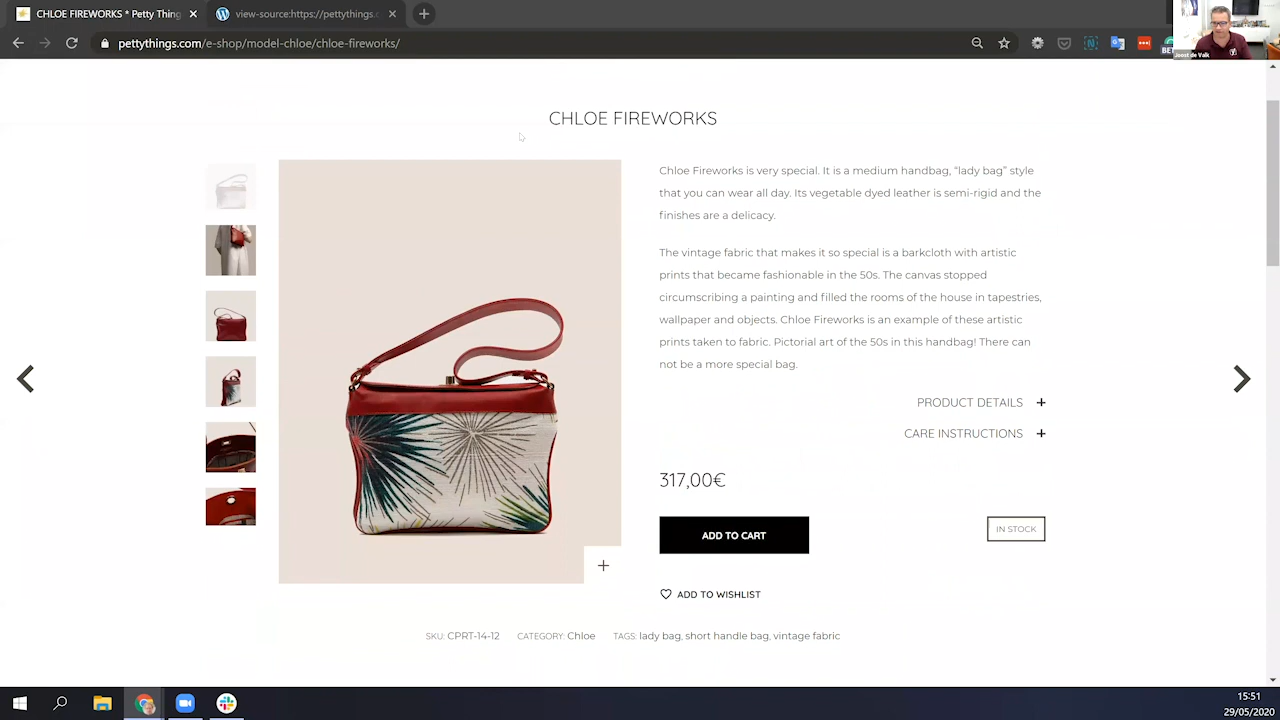 CHLOE FIREWORKS * Petty Thing
view-source:https://pettythings.c
pettythings.com/e-shop/model-chloe/chloe-fireworks/
Joost de Valk
CHLOE FIREWORKS
Chloe Fireworks is very special. It is a medium handbag, “lady bag” style
that you can wear all day. Its vegetable dyed leather is semi-rigid and the
finishes are a delicacy.
The vintage fabric that makes it so special is a barkcloth with artistic
prints that became fashionable in the 50s. The canvas stopped
circumscribing a painting and filled the rooms of the house in tapestries,
wallpaper and objects. Chloe Fireworks is an example of these artistic
prints taken to fabric. Pictorial art of the 50s in this handbag! There can
not be a more special bag.
PRODUCT DETAILS +
CARE INSTRUCTIONS +
317,00€
ADD TO CART
IN STOCK
ADD TO WISHLIST
SKU: CPRT-14-12 CATEGORY: Chloe TAGS: lady bag, short handle bag, vintage fabric
15:51
29/05/2020